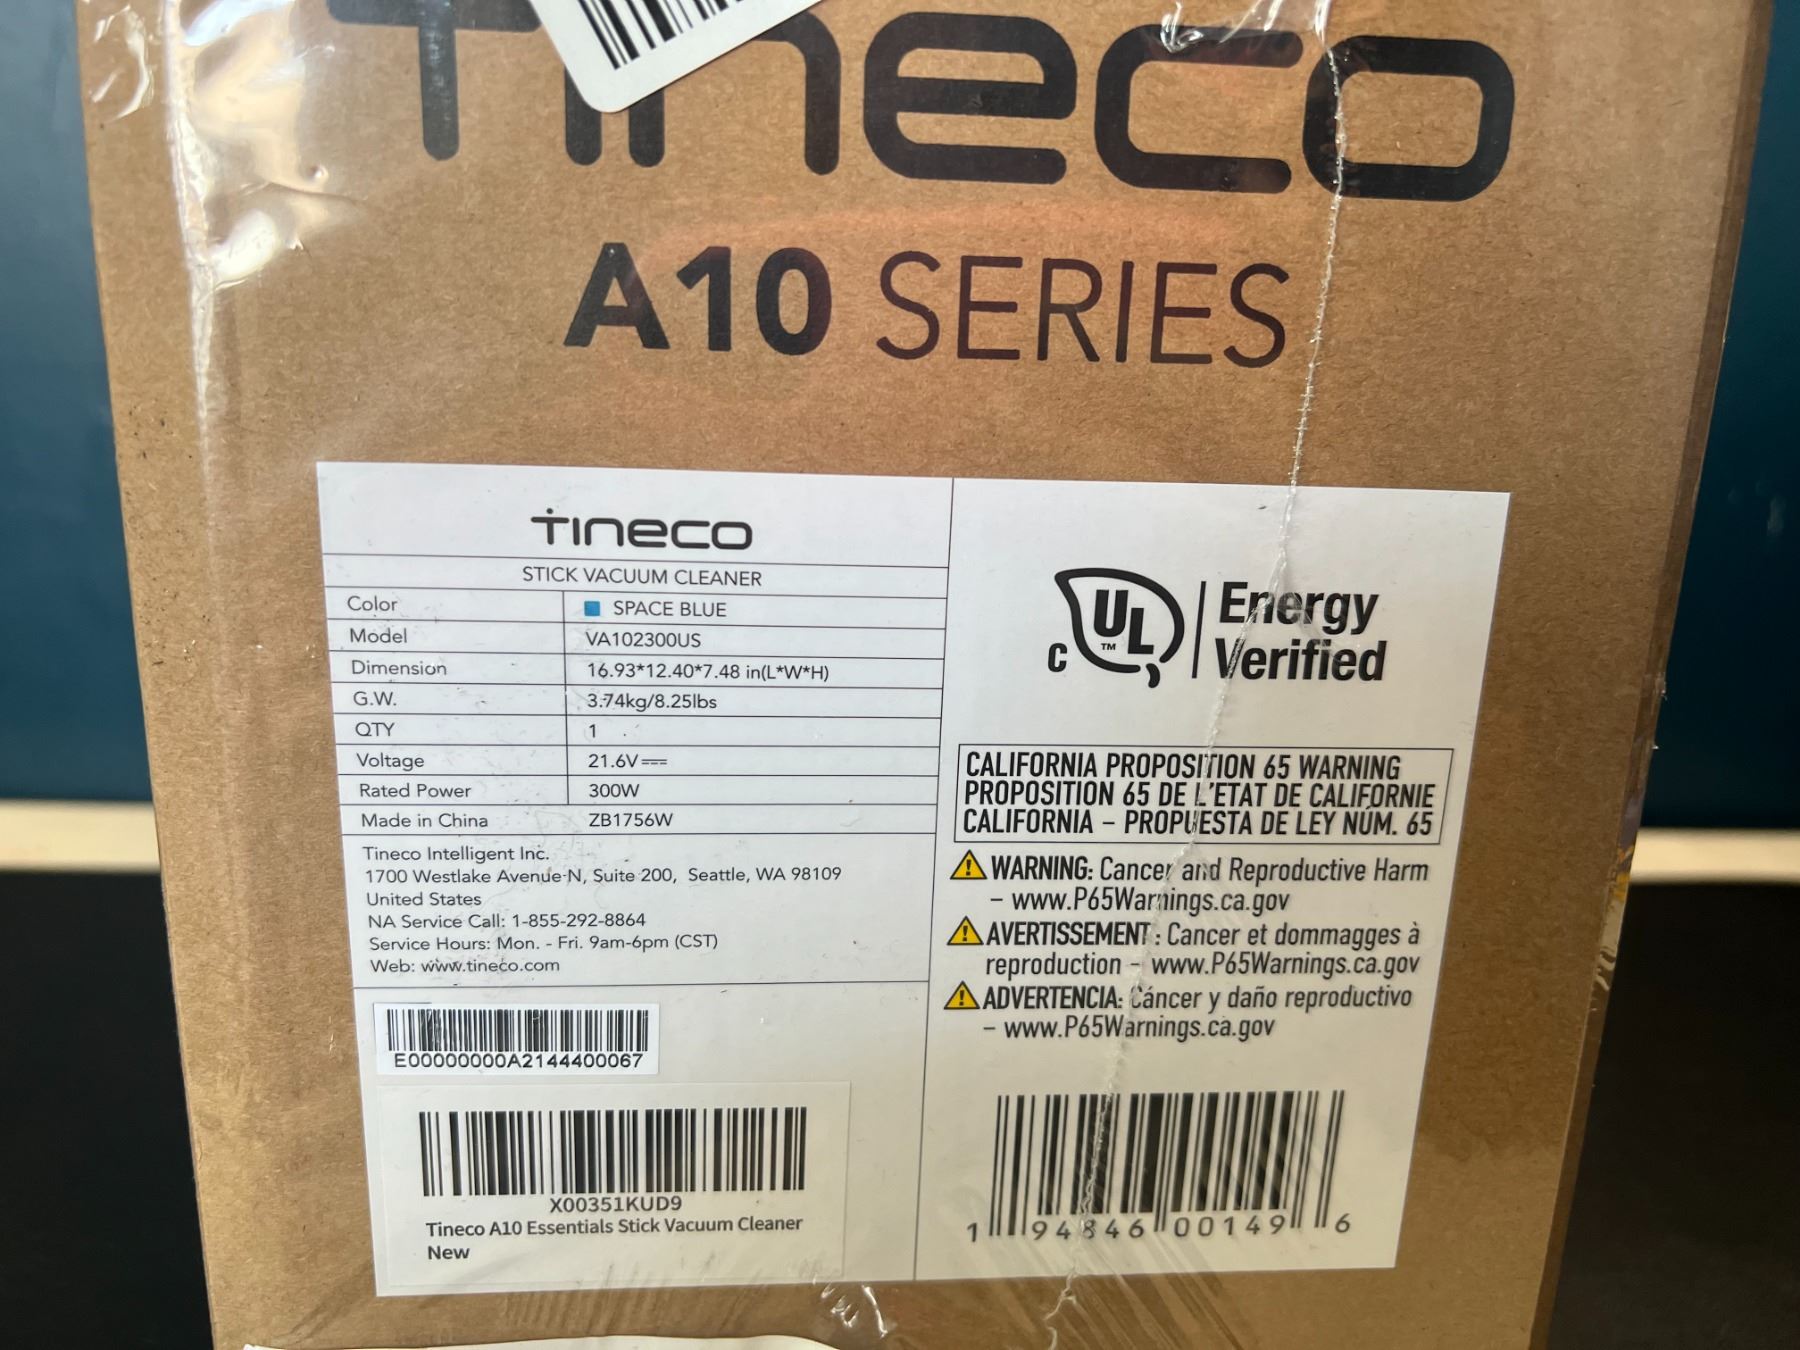 Tineco
A10 SERIES
Tineco
STICK VACUUM CLEANER
Color SPACE BLUE
Model VA102300US
Dimension 16.93*12.40*7.48 in(L*W*H)
G.W. 3.74kg/8.25lbs
QTY 1
Voltage 21.6V
Rated Power 300W
Made in China ZB1756W
Tineco Intelligent Inc.
1700 Westlake Avenue N, Suite 200, Seattle, WA 98109
United States
NA Service Call: 1-855-292-8864
Service Hours: Mon. - Fri. 9am-6pm (CST)
Web: www.tineco.com
E00000000A2144400067
X00351KUD9
Tineco A10 Essentials Stick Vacuum Cleaner
New
C UL ™ Energy
Verified
CALIFORNIA PROPOSITION 65 WARNING
PROPOSITION 65 DE L'ETAT DE CALIFORNIE
CALIFORNIA – PROPUESTA DE LEY NÚM. 65
WARNING: Cancer and Reproductive Harm
– www.P65Warnings.ca.gov
AVERTISSEMENT : Cancer et dommagges à
reproduction – www.P65Warnings.ca.gov
ADVERTENCIA: Cáncer y daño reproductivo
– www.P65Warnings.ca.gov
1 94846 00149 6